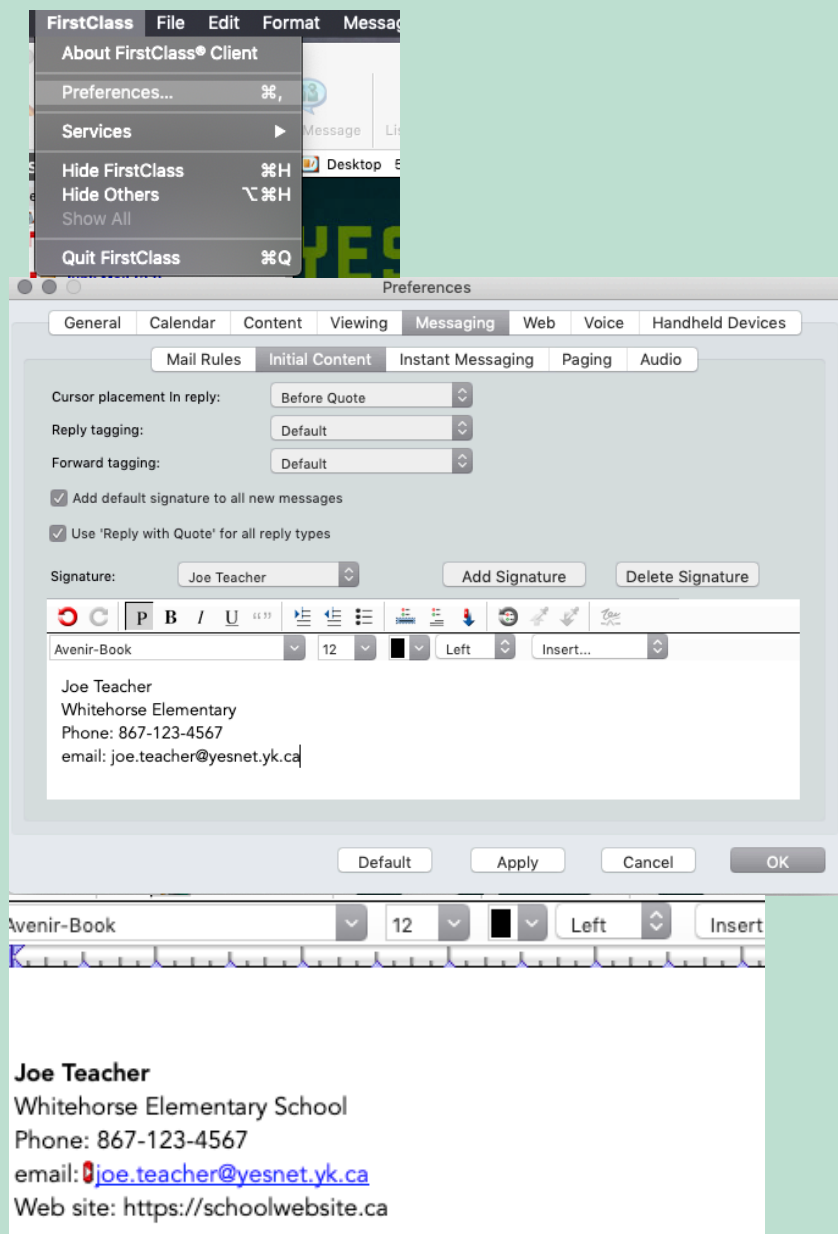 FirstClass File Edit Format Messag
About FirstClass® Client
Preferences... ⌘,
Services ▶
Message
Desktop 5
Hide FirstClass ⌘H
Hide Others ⌥⌘H
Show All
YES
Quit FirstClass ⌘Q
Preferences
General Calendar Content Viewing Messaging Web Voice Handheld Devices
Mail Rules Initial Content Instant Messaging Paging Audio
Cursor placement In reply: Before Quote
Reply tagging: Default
Forward tagging: Default
Add default signature to all new messages
Use 'Reply with Quote' for all reply types
Signature: Joe Teacher Add Signature Delete Signature
P B I U “ ”
Avenir-Book 12 Left Insert...
Joe Teacher
Whitehorse Elementary
Phone: 867-123-4567
email: joe.teacher@yesnet.yk.ca
Default Apply Cancel OK
Avenir-Book 12 Left Insert
Joe Teacher
Whitehorse Elementary School
Phone: 867-123-4567
email: joe.teacher@yesnet.yk.ca
Web site: https://schoolwebsite.ca